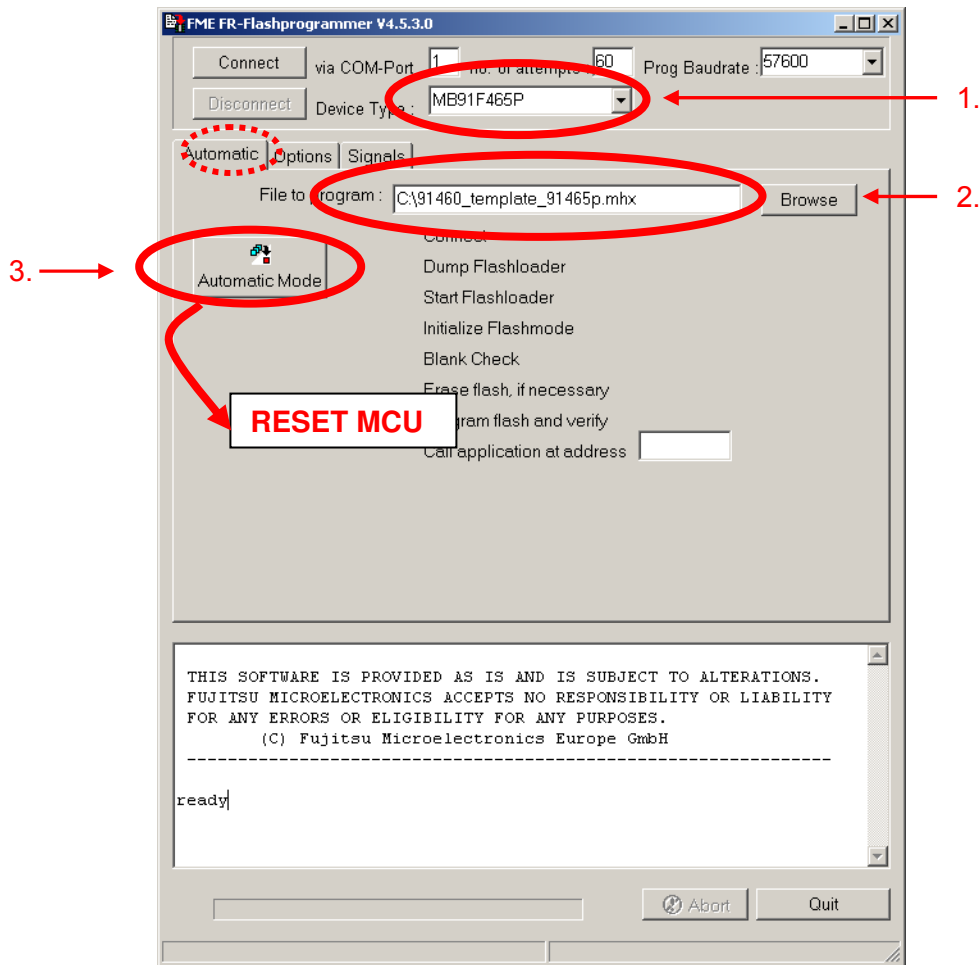 FME FR-Flashprogrammer V4.5.3.0
Connect via COM-Port 1 no. of attempts 60 Prog Baudrate : 57600
Disconnect Device Type : MB91F465P
1.
Automatic Options Signals
File to program : C:\91460_template_91465p.mhx Browse
2.
3.
Automatic Mode
Connect
Dump Flashloader
Start Flashloader
Initialize Flashmode
Blank Check
Erase flash, if necessary
RESET MCU
flash and verify
Call application at address
THIS SOFTWARE IS PROVIDED AS IS AND IS SUBJECT TO ALTERATIONS.
FUJITSU MICROELECTRONICS ACCEPTS NO RESPONSIBILITY OR LIABILITY
FOR ANY ERRORS OR ELIGIBILITY FOR ANY PURPOSES.
(C) Fujitsu Microelectronics Europe GmbH
---------------------------------------------------------------
ready
Abort Quit